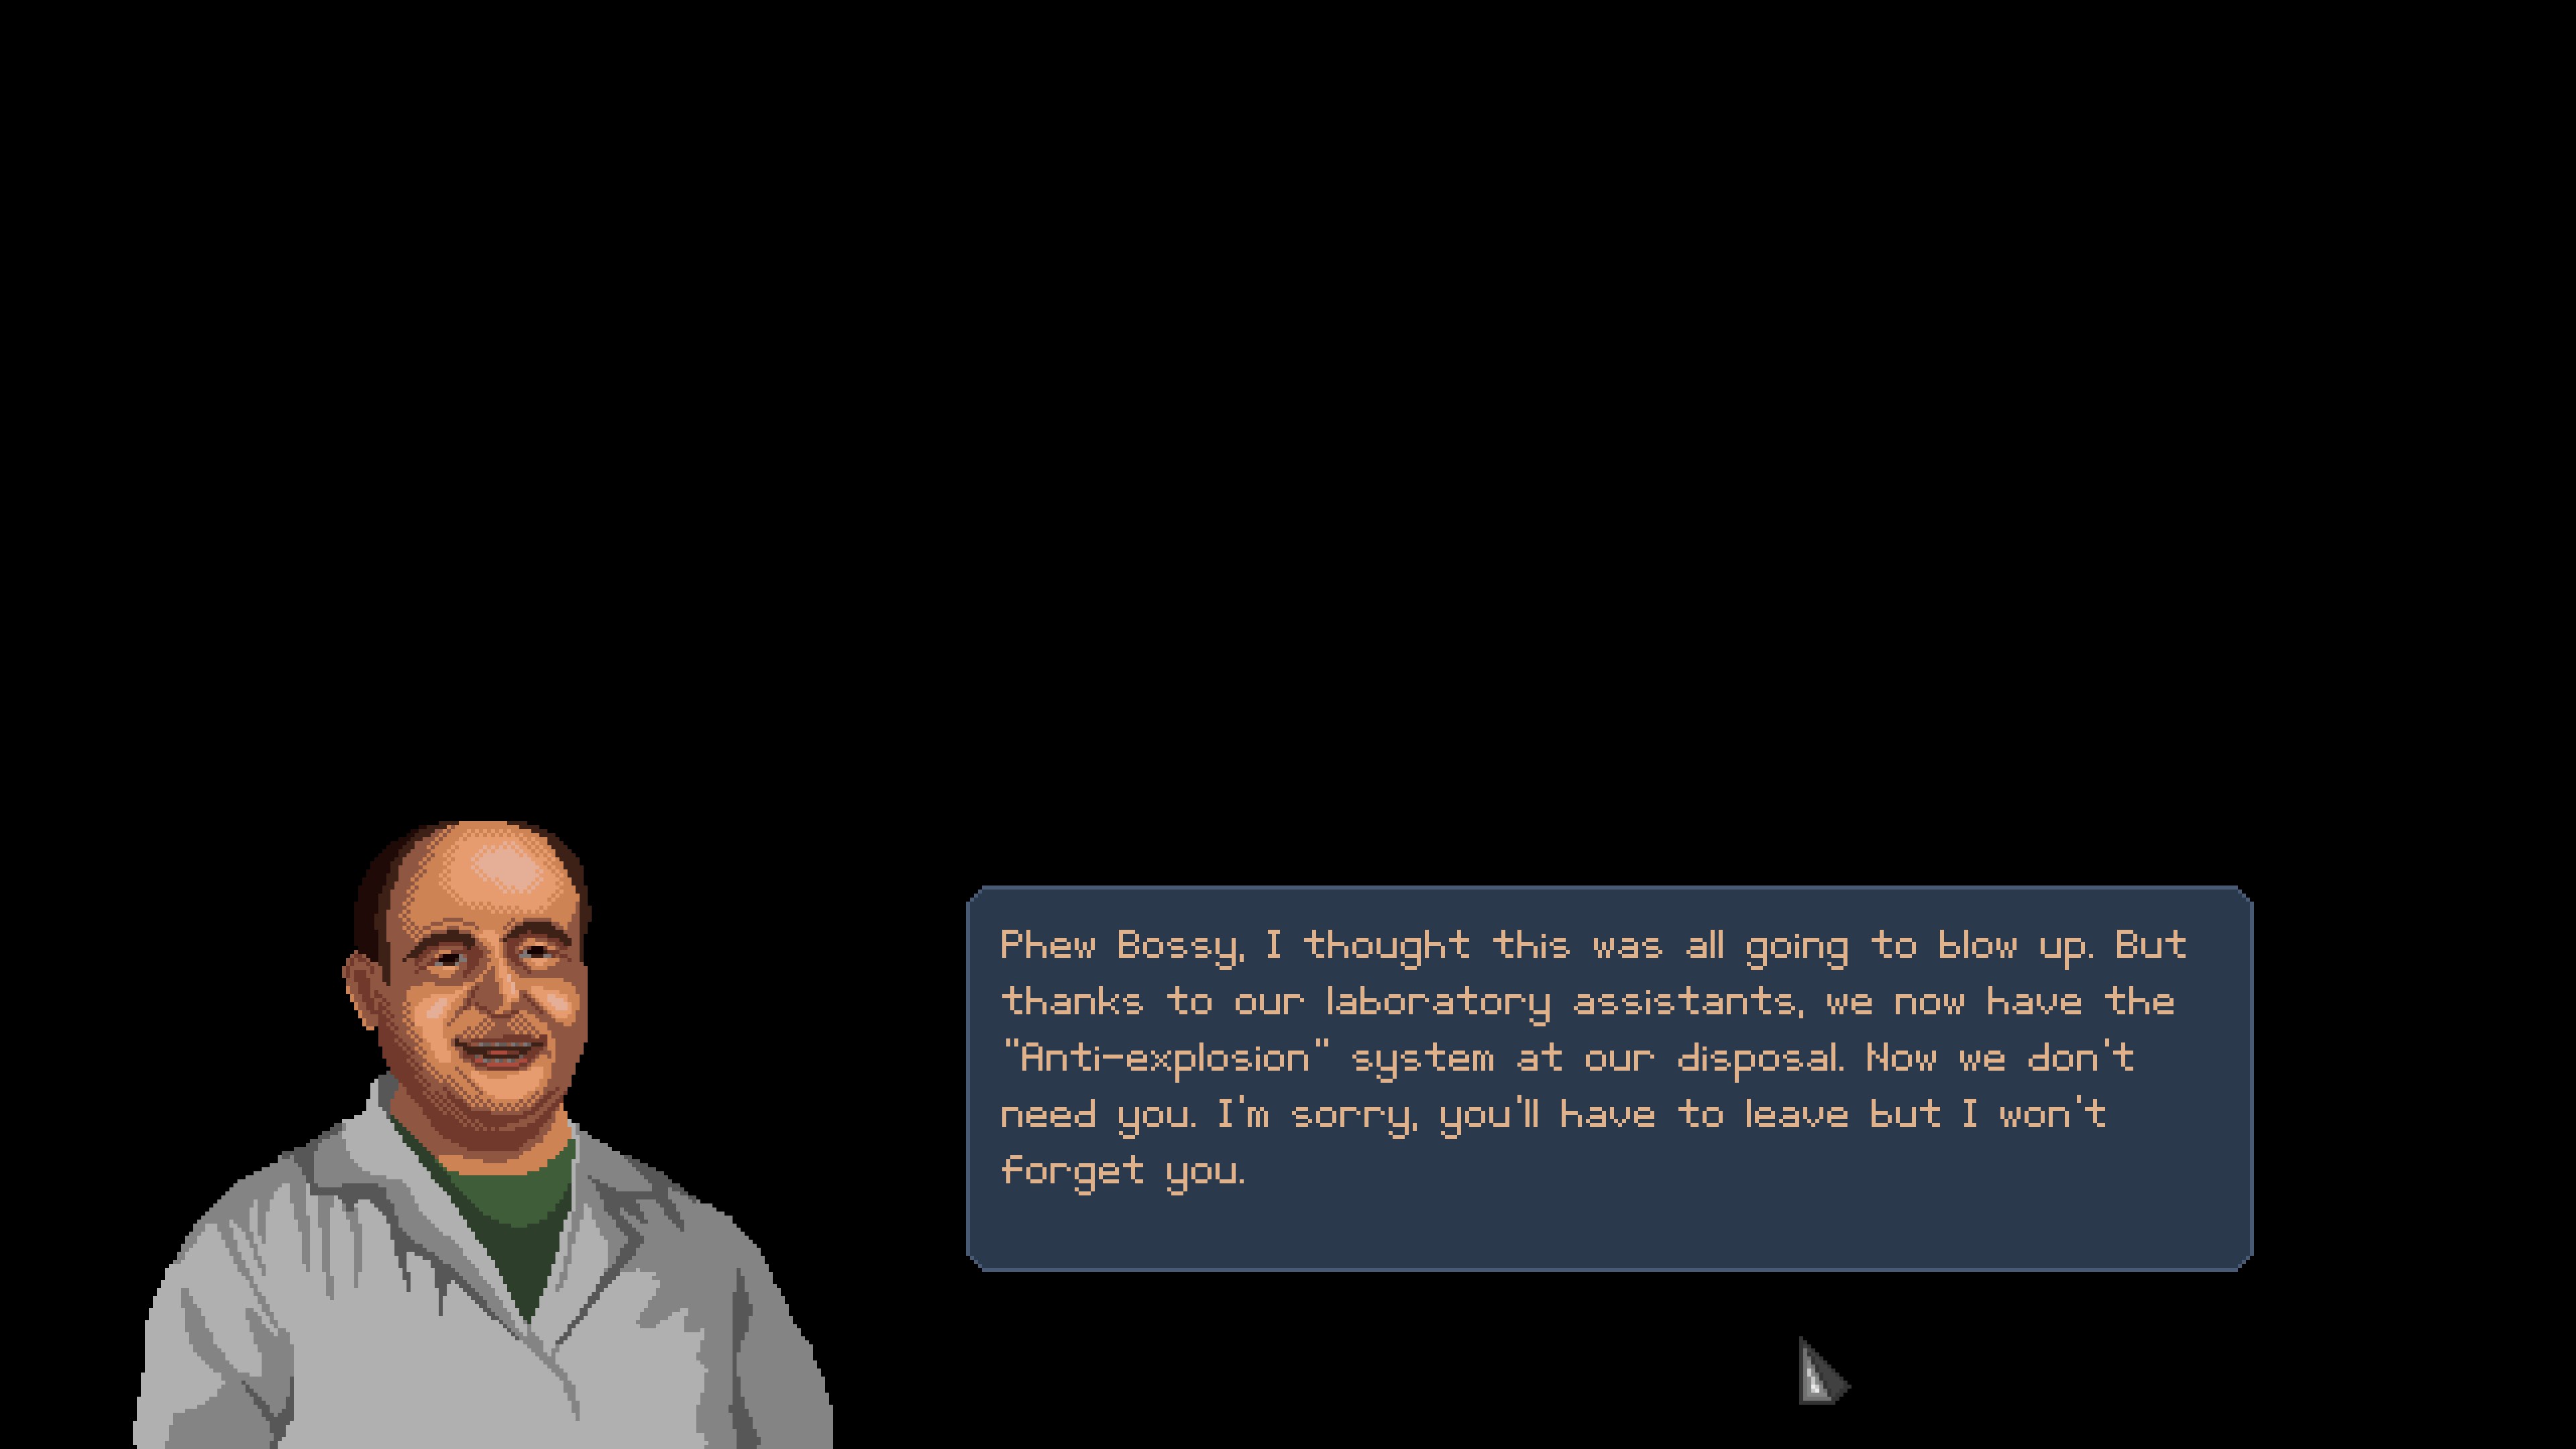 Phew Bossy, I thought this was all going to blow up. But
thanks to our laboratory assistants, we now have the
"Anti-explosion" system at our disposal. Now we don't
need you. I'm sorry, you'll have to leave but I won't
forget you.